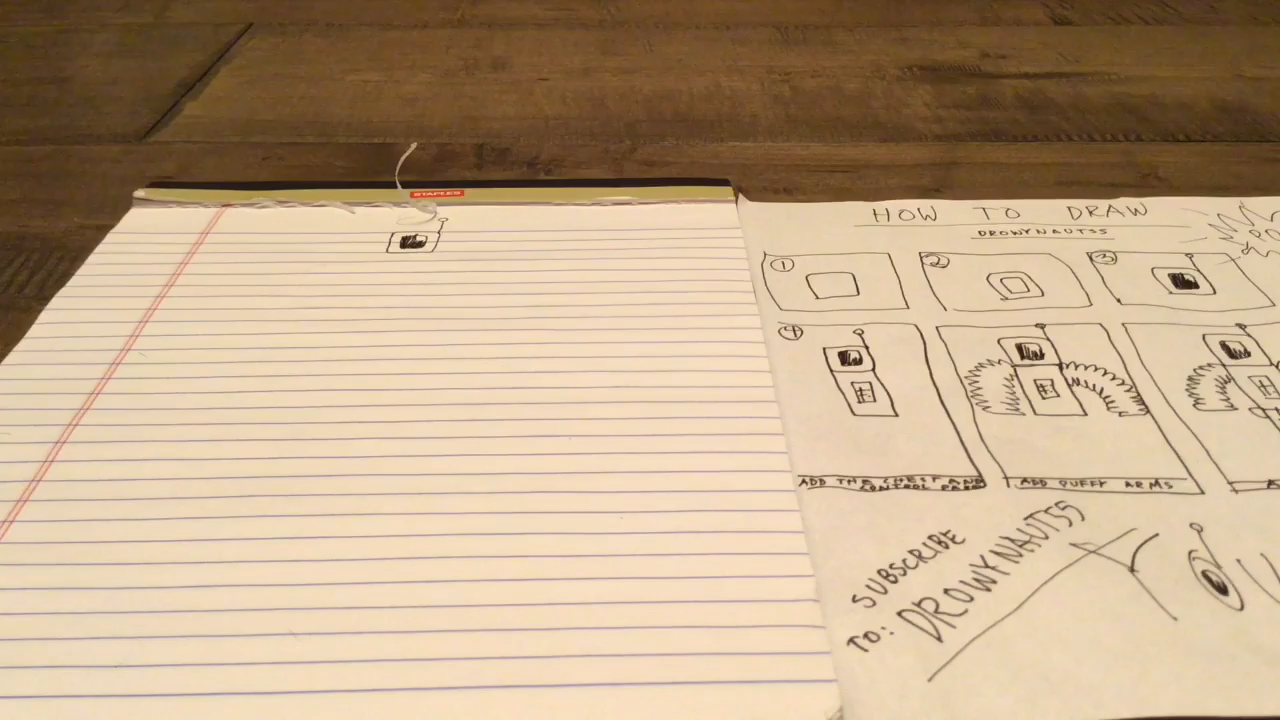 STAPLES
HOW TO DRAW
DROWYNAUTSS
1
2
3
4
ADD THE CHEST AND
CONTROL
ADD PUFFY ARMS
SUBSCRIBE
TO: DROWYNAUTSS